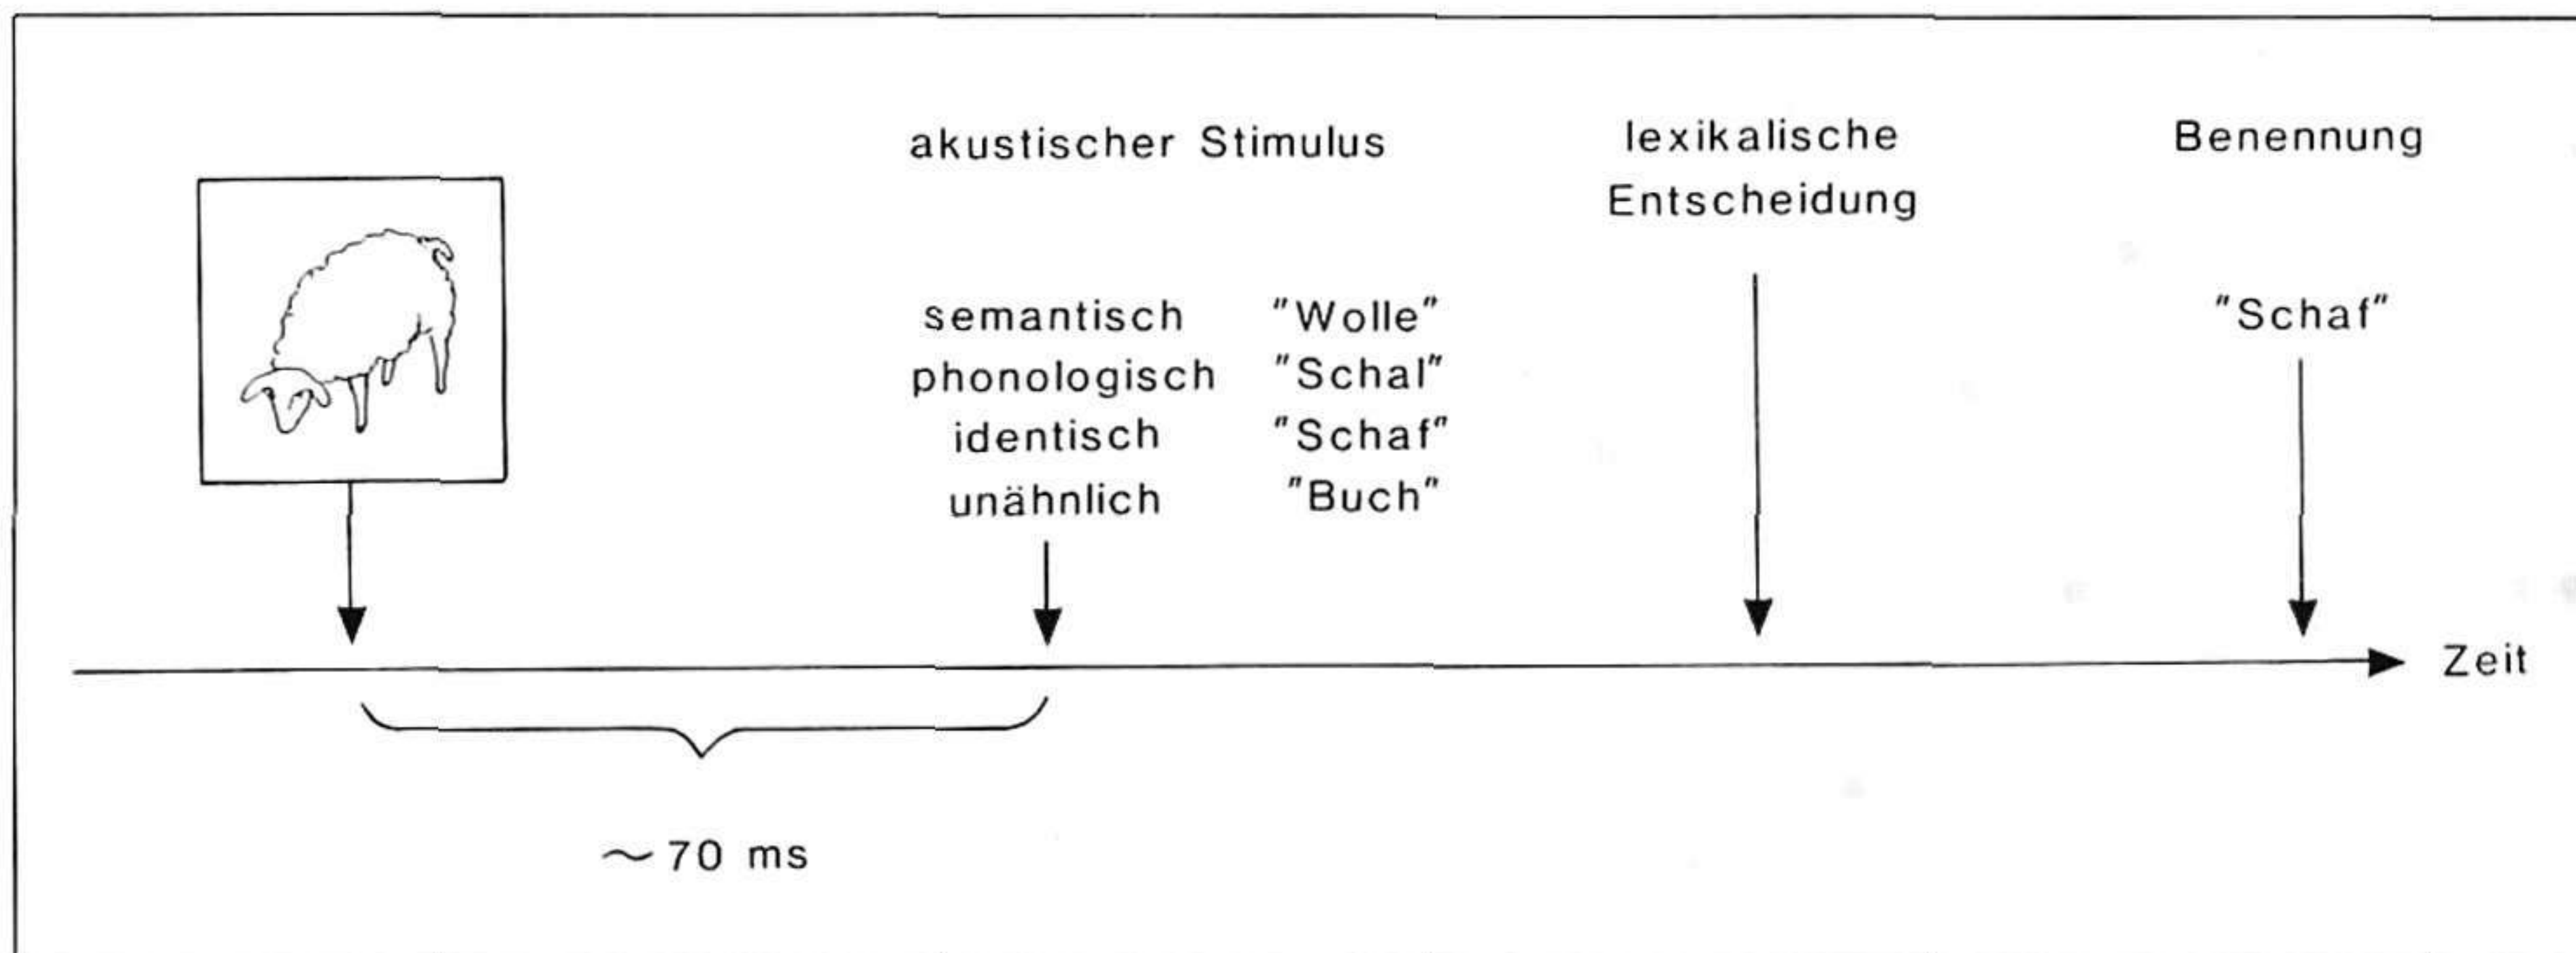 akustischer Stimulus
lexikalische
Entscheidung
Benennung
semantisch "Wolle"
phonologisch "Schal"
identisch "Schaf"
unähnlich "Buch"
"Schaf"
Zeit
~70 ms